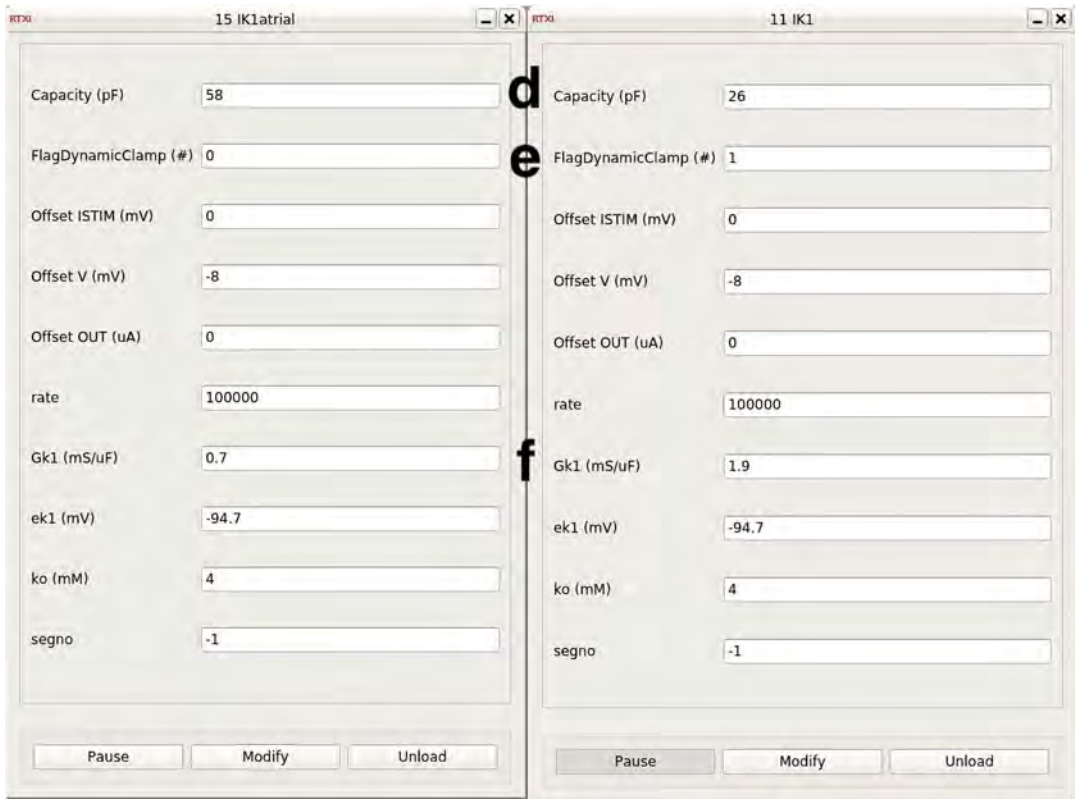 RTXI 15 IK1atrial
Capacity (pF) 58
FlagDynamicClamp (#) 0
Offset ISTIM (mV) 0
Offset V (mV) -8
Offset OUT (uA) 0
rate 100000
Gk1 (mS/uF) 0.7
ek1 (mV) -94.7
ko (mM) 4
segno -1
Pause Modify Unload
RTXI 11 IK1
d Capacity (pF) 26
e FlagDynamicClamp (#) 1
Offset ISTIM (mV) 0
Offset V (mV) -8
Offset OUT (uA) 0
rate 100000
f Gk1 (mS/uF) 1.9
ek1 (mV) -94.7
ko (mM) 4
segno -1
Pause Modify Unload